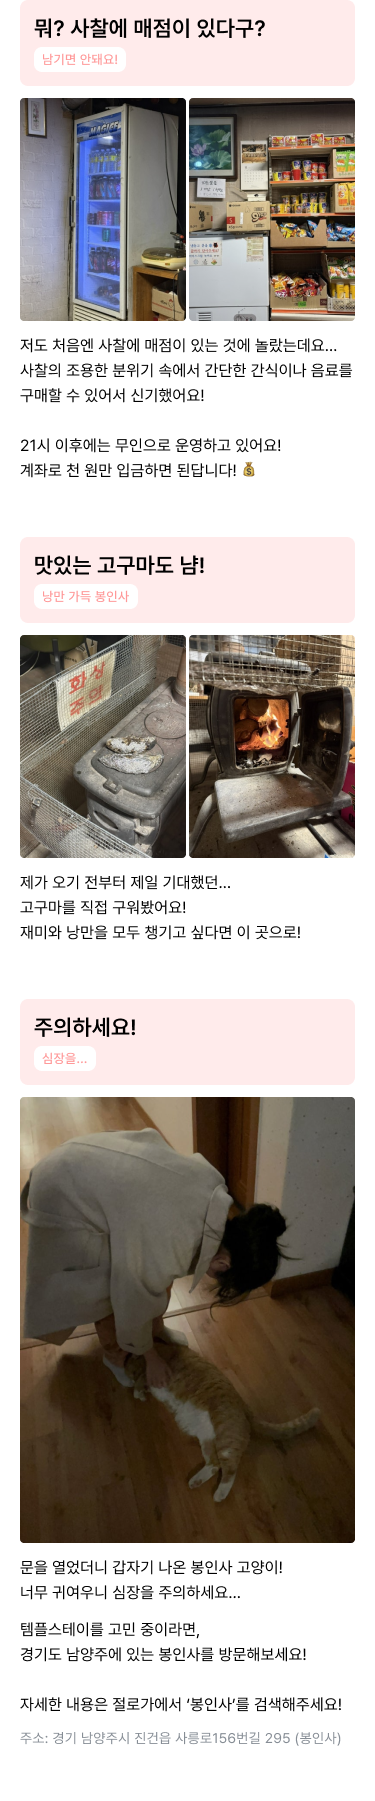 뭐? 사찰에 매점이 있다구?
남기면 안돼요!
저도 처음엔 사찰에 매점이 있는 것에 놀랐는데요...
사찰의 조용한 분위기 속에서 간단한 간식이나 음료를
구매할 수 있어서 신기했어요!
21시 이후에는 무인으로 운영하고 있어요!
계좌로 천 원만 입금하면 된답니다! 💰
맛있는 고구마도 냠!
낭만 가득 봉인사
화상
주의
제가 오기 전부터 제일 기대했던...
고구마를 직접 구워봤어요!
재미와 낭만을 모두 챙기고 싶다면 이 곳으로!
주의하세요!
심장을...
문을 열었더니 갑자기 나온 봉인사 고양이!
너무 귀여우니 심장을 주의하세요...
템플스테이를 고민 중이라면,
경기도 남양주에 있는 봉인사를 방문해보세요!
자세한 내용은 절로가에서 ‘봉인사’를 검색해주세요!
주소: 경기 남양주시 진건읍 사릉로156번길 295 (봉인사)